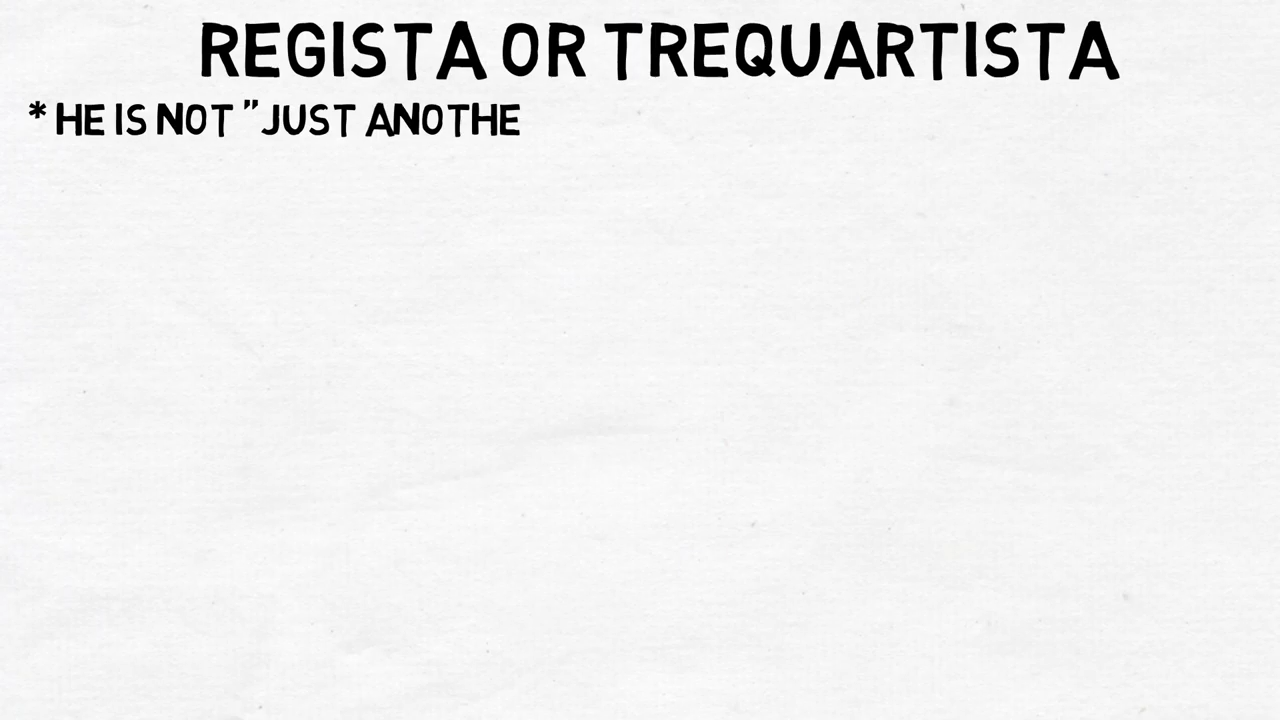 REGISTA OR TREQUARTISTA
* HE IS NOT "JUST ANOTHE